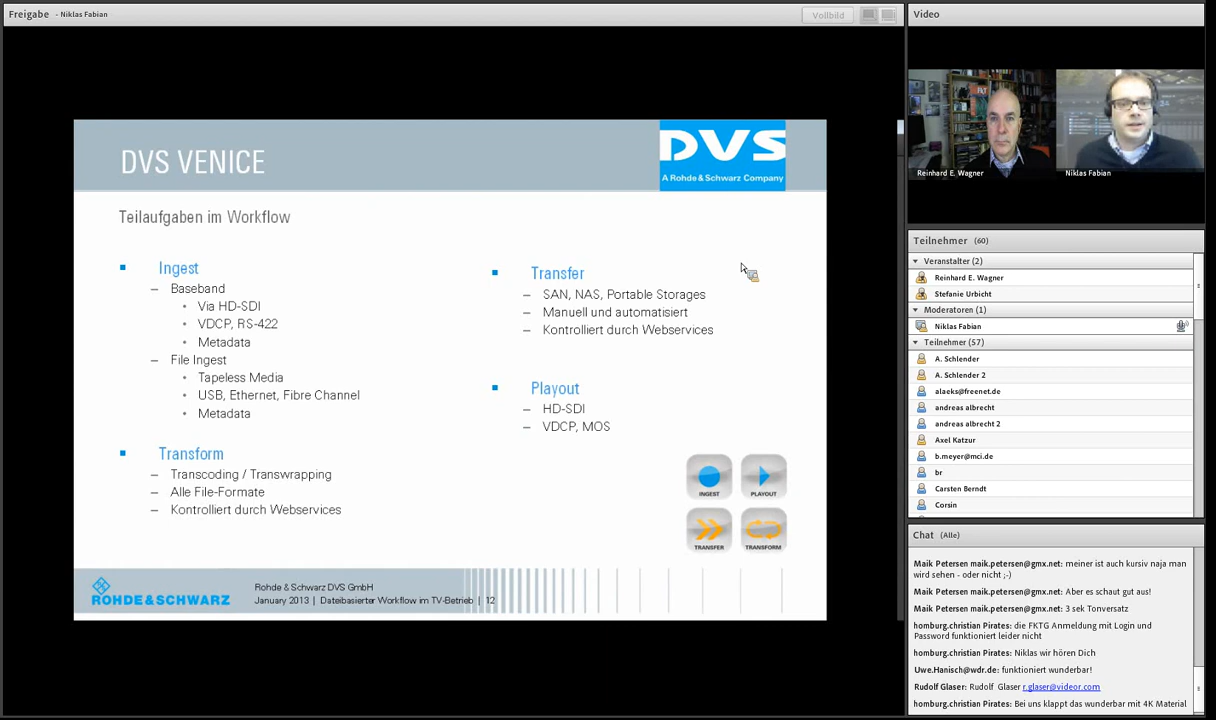 Freigabe - Niklas Fabian
Vollbild
DVS VENICE
DVS
A Rohde & Schwarz Company
Teilaufgaben im Workflow
Ingest
– Baseband
• Via HD-SDI
• VDCP, RS-422
• Metadata
– File Ingest
• Tapeless Media
• USB, Ethernet, Fibre Channel
• Metadata
Transform
– Transcoding / Transwrapping
– Alle File-Formate
– Kontrolliert durch Webservices
Transfer
– SAN, NAS, Portable Storages
– Manuell und automatisiert
– Kontrolliert durch Webservices
Playout
– HD-SDI
– VDCP, MOS
INGEST
PLAYOUT
TRANSFER
TRANSFORM
ROHDE & SCHWARZ
Rohde & Schwarz DVS GmbH
January 2013 | Dateibasierter Workflow im TV-Betrieb | 12
Video
Reinhard E. Wagner
Niklas Fabian
Teilnehmer (60)
Veranstalter (2)
Reinhard E. Wagner
Stefanie Urbicht
Moderatoren (1)
Niklas Fabian
Teilnehmer (57)
A. Schlender
A. Schlender 2
alaeks@freenet.de
andreas albrecht
andreas albrecht 2
Axel Katzur
b.meyer@mci.de
br
Carsten Berndt
Corsin
Chat (Alle)
Maik Petersen maik.petersen@gmx.net: meiner ist auch kursiv naja man
wird sehen - oder nicht ;-)
Maik Petersen maik.petersen@gmx.net: Aber es schaut gut aus!
Maik Petersen maik.petersen@gmx.net: 3 sek Tonversatz
homburg.christian Pirates: die FKTG Anmeldung mit Login und
Password funktioniert leider nicht
homburg.christian Pirates: Niklas wir hören Dich
Uwe.Hanisch@wdr.de: funktioniert wunderbar!
Rudolf Glaser: Rudolf Glaser r.glaser@videor.com
homburg.christian Pirates: Bei uns klappt das wunderbar mit 4K Material